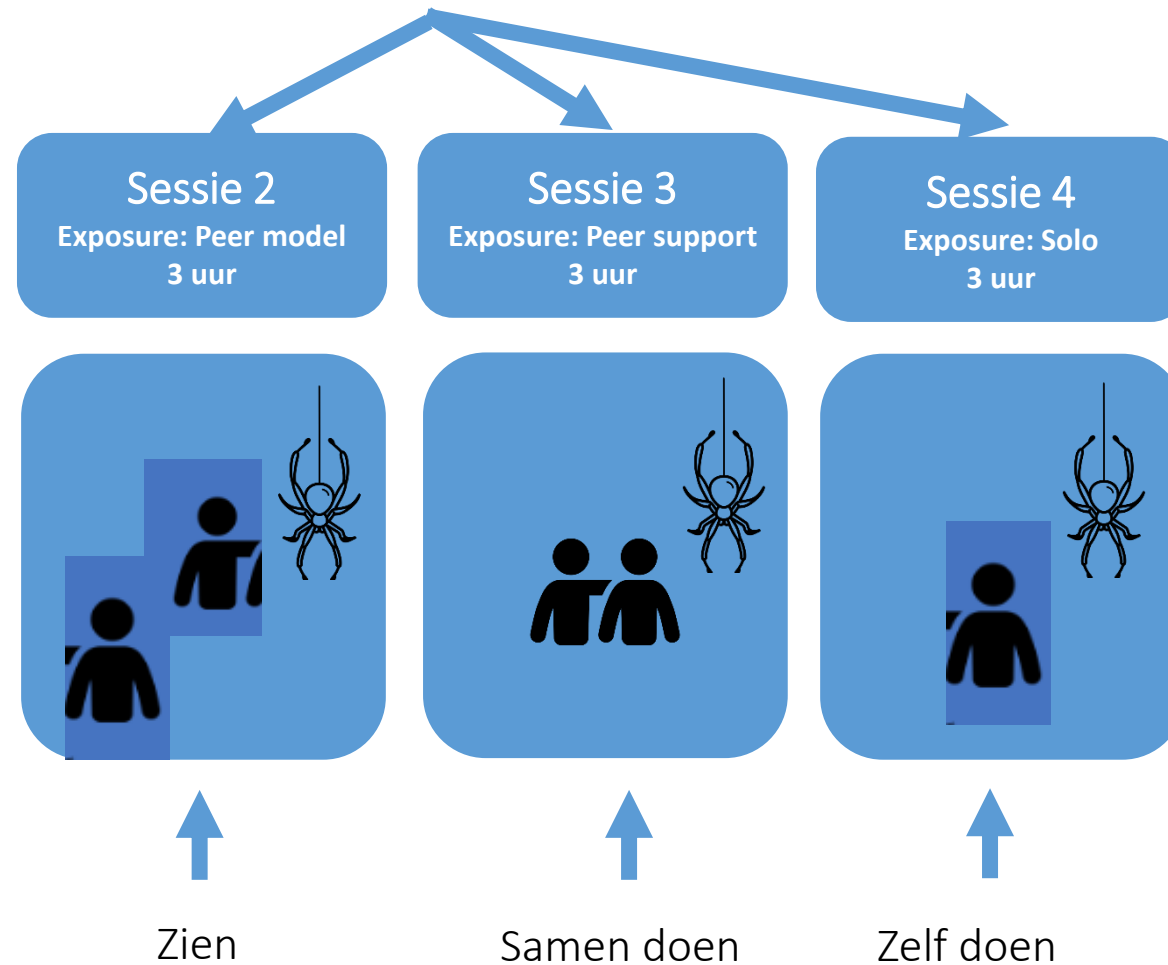 Sessie 2
Exposure: Peer model
3 uur
Sessie 3
Exposure: Peer support
3 uur
Sessie 4
Exposure: Solo
3 uur
Zien
Samen doen
Zelf doen